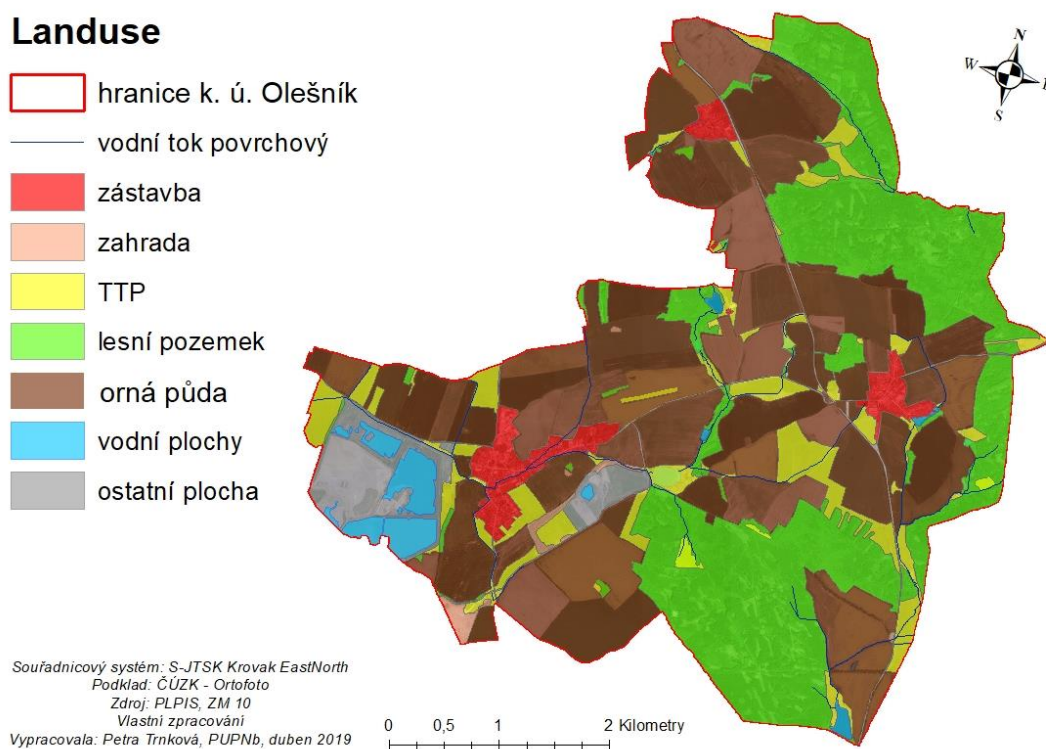 Landuse
hranice k. ú. Olešník
vodní tok povrchový
zástavba
zahrada
TTP
lesní pozemek
orná půda
vodní plochy
ostatní plocha
N
W
E
S
Souřadnicový systém: S-JTSK Krovak EastNorth
Podklad: ČÚZK - Ortofoto
Zdroj: PLPIS, ZM 10
Vlastní zpracování
Vypracovala: Petra Trnková, PUPNb, duben 2019
0 0,5 1 2 Kilometry